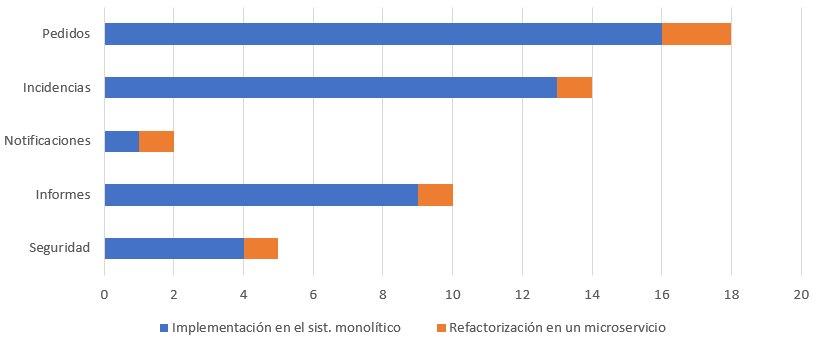 Pedidos
Incidencias
Notificaciones
Informes
Seguridad
0 2 4 6 8 10 12 14 16 18 20
Implementación en el sist. monolítico Refactorización en un microservicio